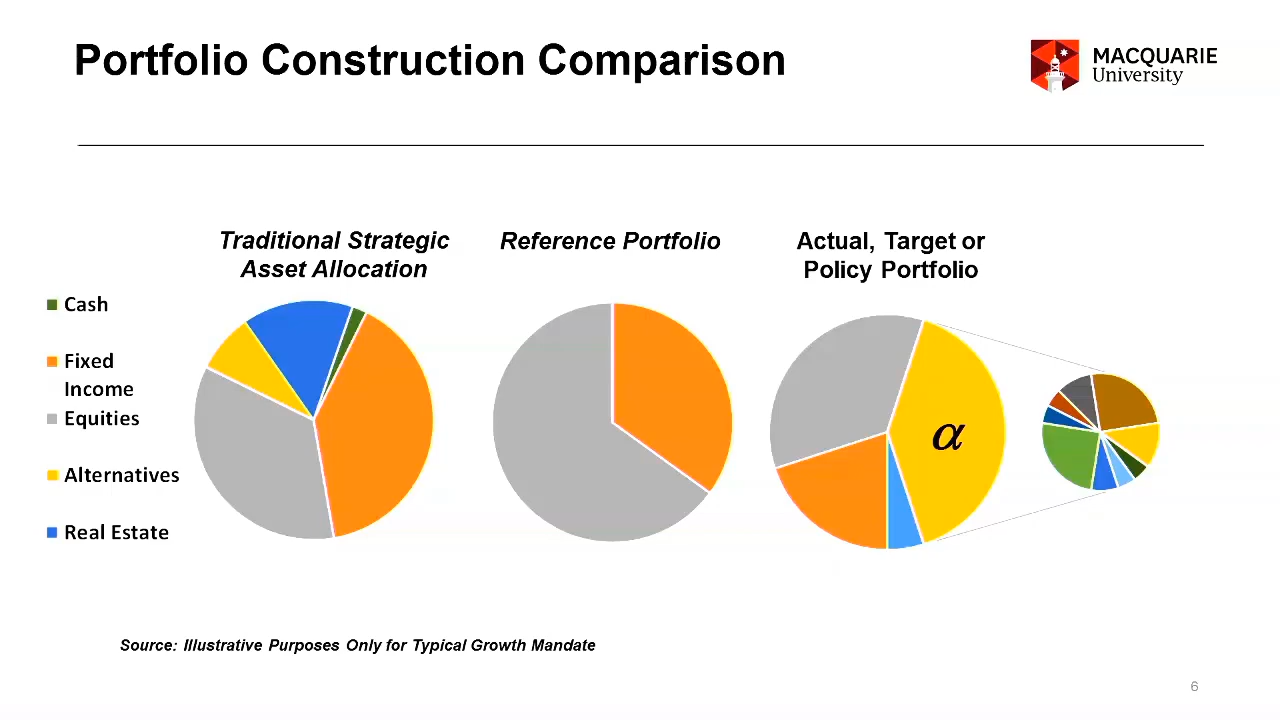 Portfolio Construction Comparison
MACQUARIE
University
Traditional Strategic
Asset Allocation
Reference Portfolio
Actual, Target or
Policy Portfolio
Cash
Fixed
Income
Equities
Alternatives
Real Estate
α
Source: Illustrative Purposes Only for Typical Growth Mandate
6